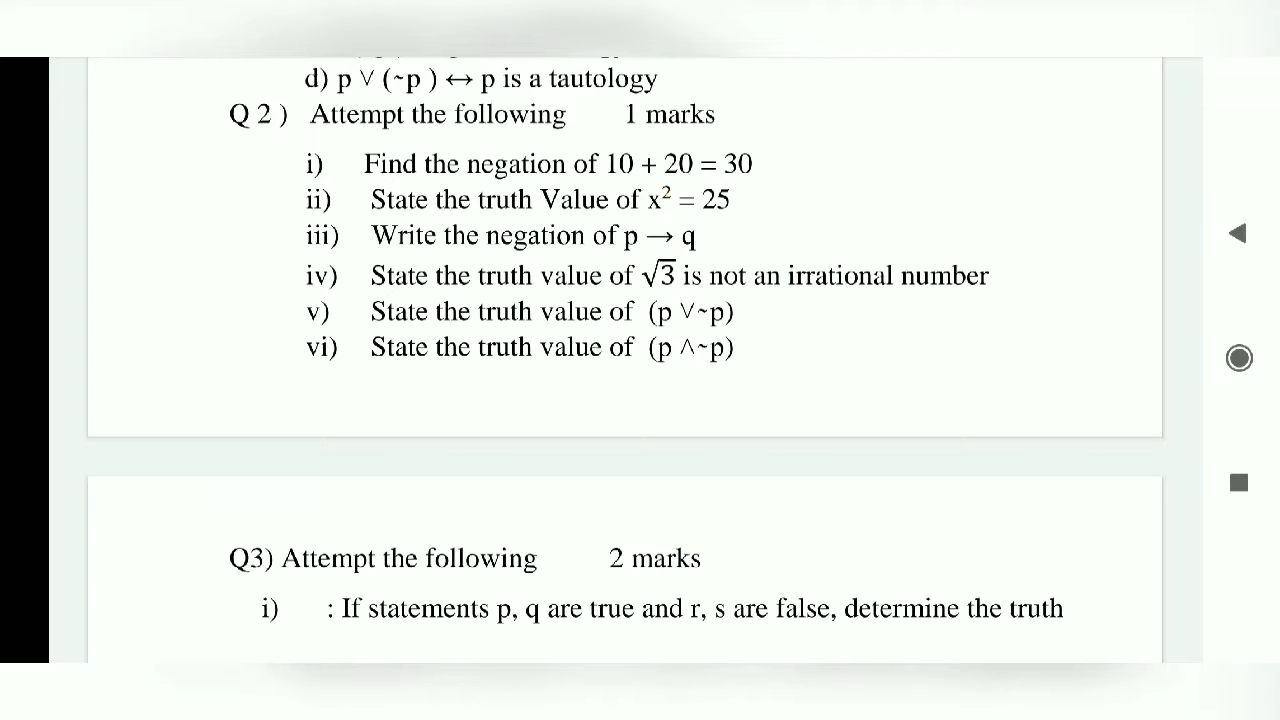 d) p ∨ (~p ) ↔ p is a tautology
Q 2 ) Attempt the following 1 marks
i) Find the negation of 10 + 20 = 30
ii) State the truth Value of x² = 25
iii) Write the negation of p → q
iv) State the truth value of √3 is not an irrational number
v) State the truth value of (p ∨~p)
vi) State the truth value of (p ∧~p)
Q3) Attempt the following 2 marks
i) : If statements p, q are true and r, s are false, determine the truth